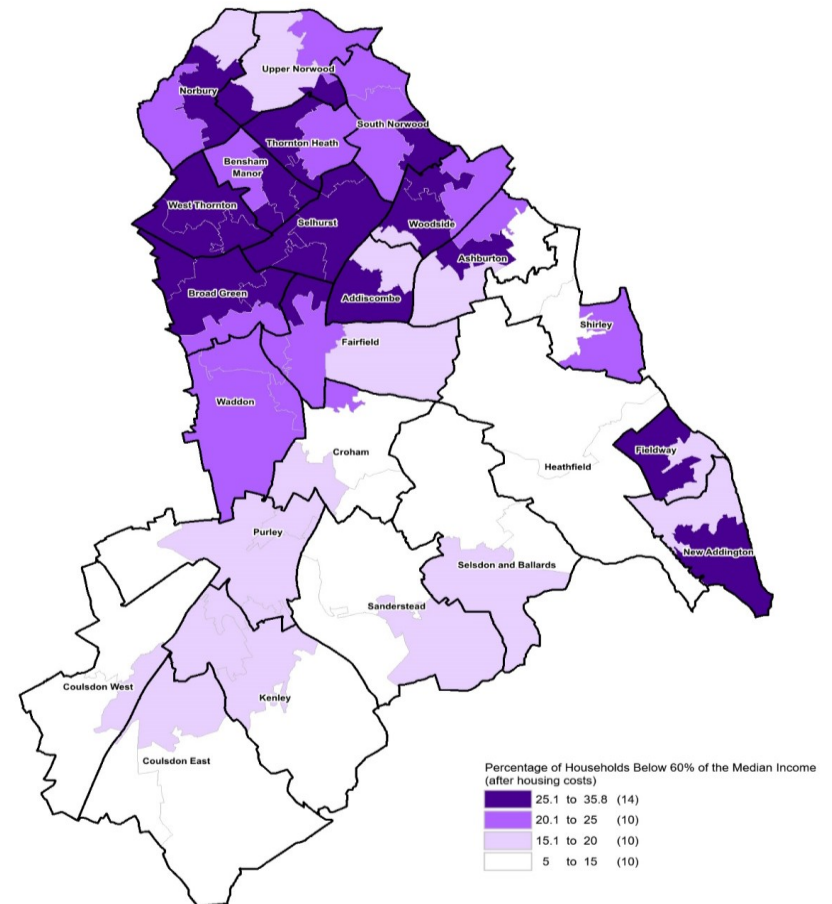 Upper Norwood
Norbury
South Norwood
Thornton Heath
Bensham
Manor
West Thornton
Selhurst
Woodside
Ashburton
Broad Green
Addiscombe
Shirley
Fairfield
Waddon
Croham
Fieldway
Heathfield
Purley
New Addington
Selsdon and Ballards
Sanderstead
Coulsdon West
Kenley
Coulsdon East
Percentage of Households Below 60% of the Median Income
(after housing costs)
25.1 to 35.8 (14)
20.1 to 25 (10)
15.1 to 20 (10)
5 to 15 (10)